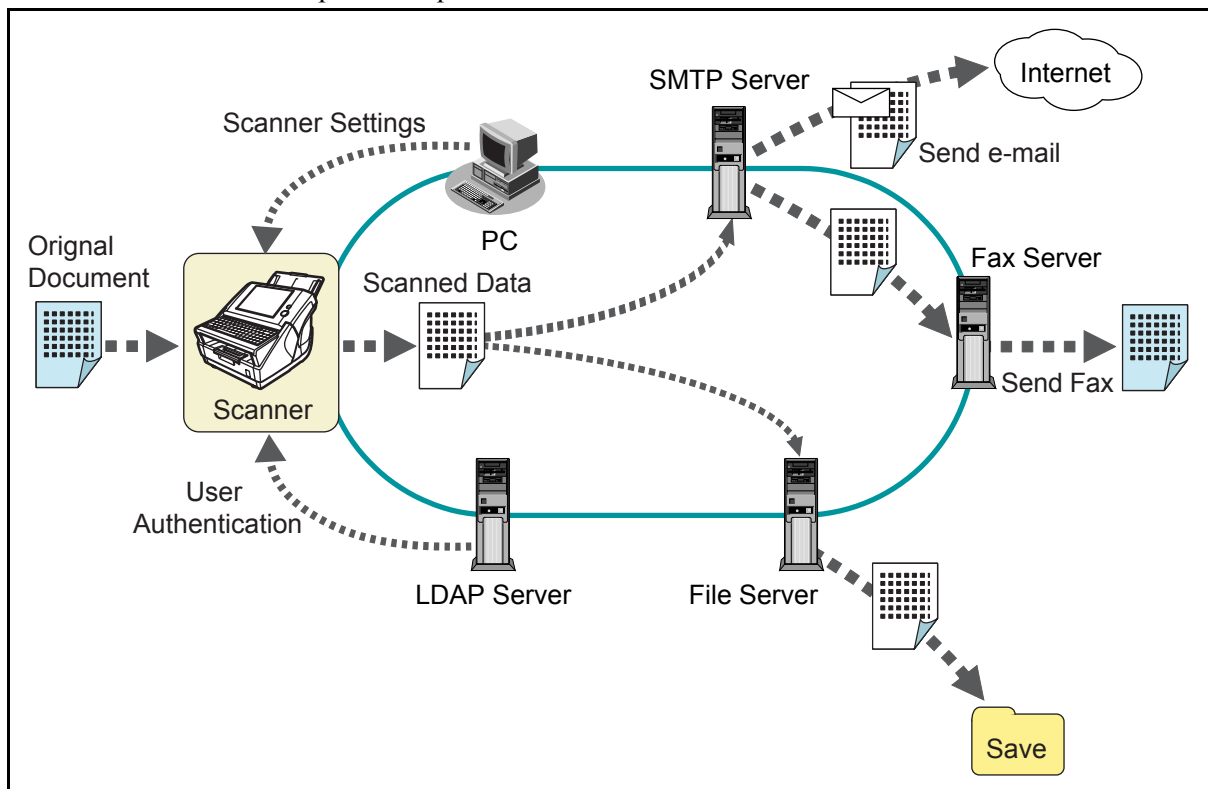 SMTP Server
Internet
Scanner Settings
Send e-mail
PC
Orignal
Document
Scanned Data
Fax Server
Scanner
Send Fax
User
Authentication
LDAP Server
File Server
Save